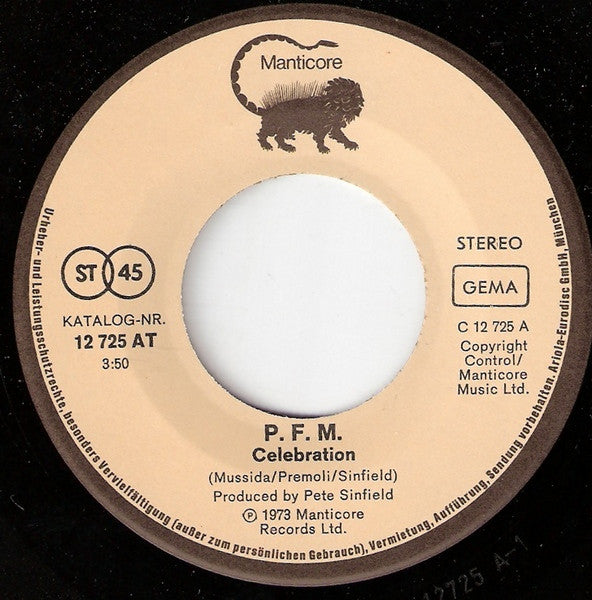 Manticore
ST 45
KATALOG-NR.
12 725 AT
3:50
STEREO
GEMA
C 12 725 A
Copyright
Control/
Manticore
Music Ltd.
P. F. M.
Celebration
(Mussida/Premoli/Sinfield)
Produced by Pete Sinfield
Ⓟ 1973 Manticore
Records Ltd.
Urheber- und Leistungsschutzrechte, besonders Vervielfältigung (außer zum persönlichen Gebrauch), Vermietung, Aufführung, Sendung vorbehalten. Ariola-Eurodisc GmbH, München
12725 A-1